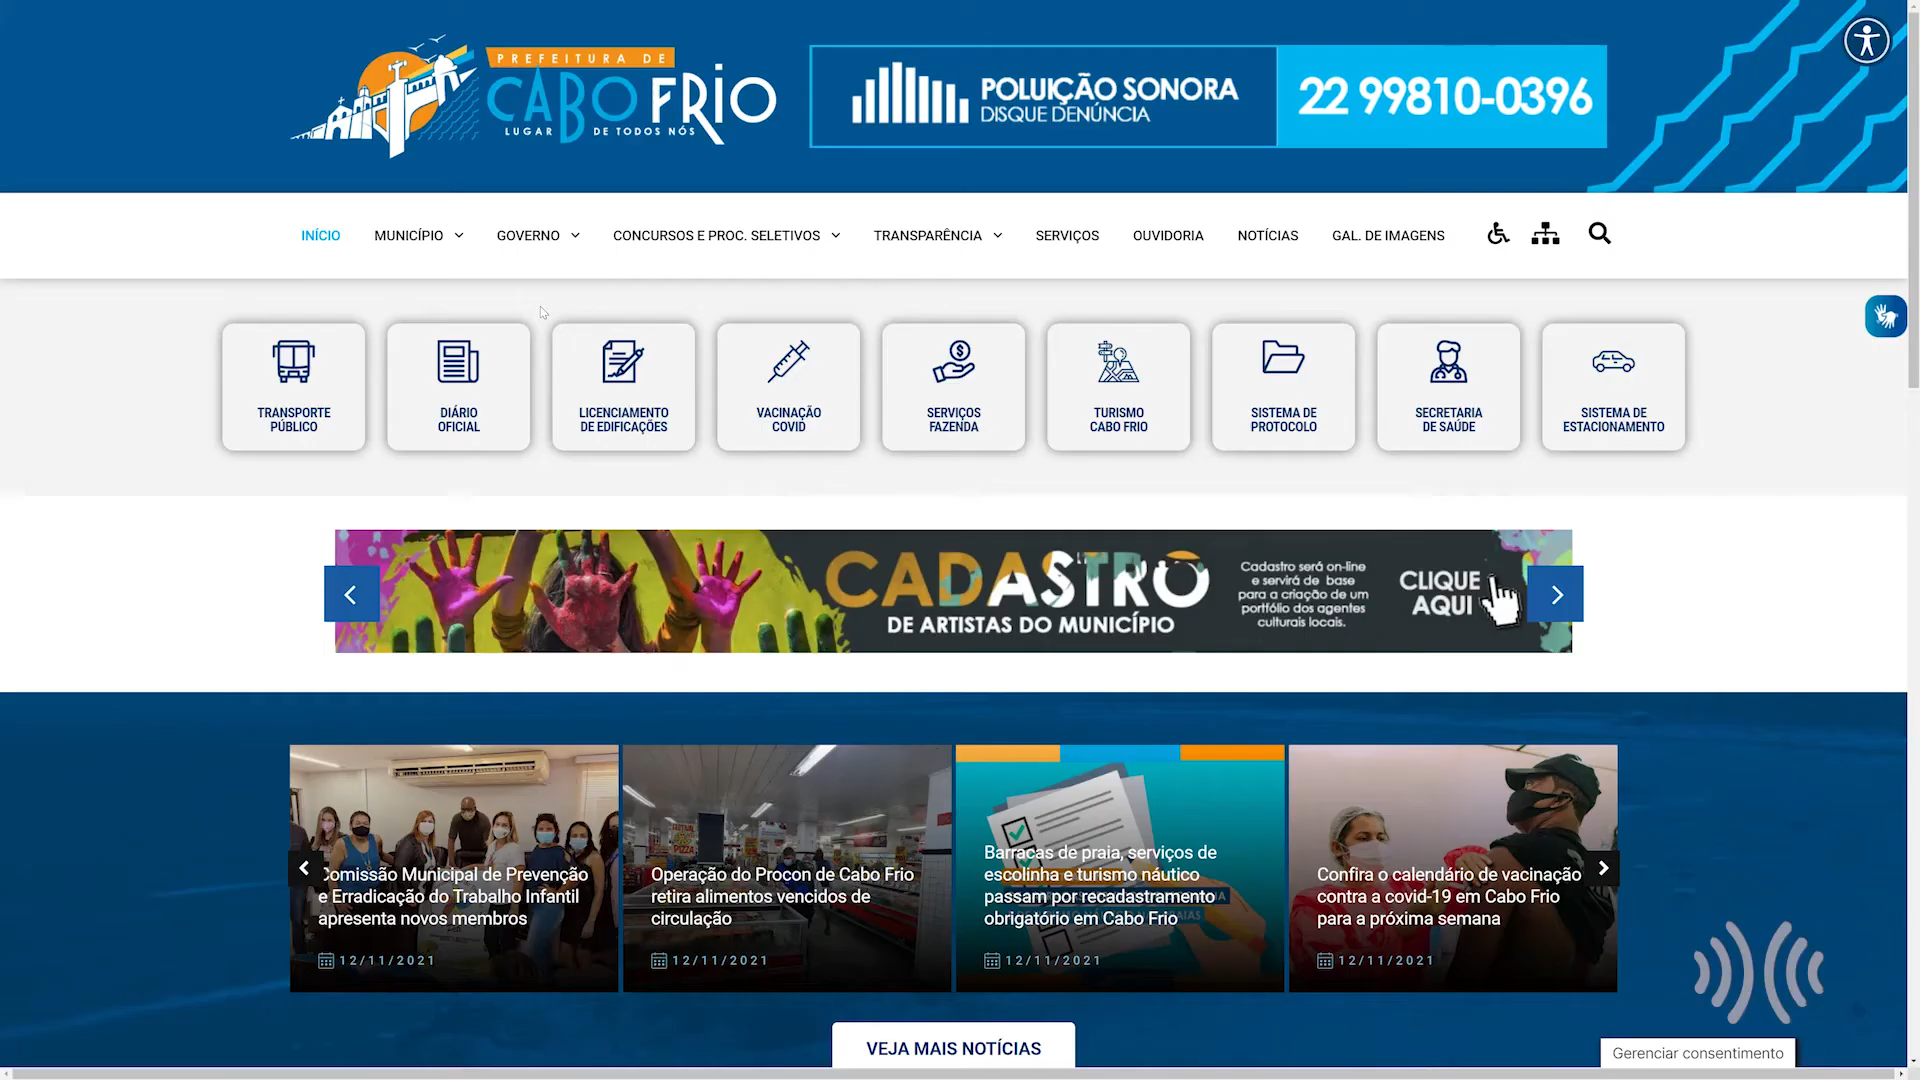 PREFEITURA DE
CABO FRIO
LUGAR DE TODOS NÓS
POLUIÇÃO SONORA
DISQUE DENÚNCIA
22 99810-0396
INÍCIO
MUNICÍPIO
GOVERNO
CONCURSOS E PROC. SELETIVOS
TRANSPARÊNCIA
SERVIÇOS
OUVIDORIA
NOTÍCIAS
GAL. DE IMAGENS
TRANSPORTE
PÚBLICO
DIÁRIO
OFICIAL
LICENCIAMENTO
DE EDIFICAÇÕES
VACINAÇÃO
COVID
SERVIÇOS
FAZENDA
TURISMO
CABO FRIO
SISTEMA DE
PROTOCOLO
SECRETARIA
DE SAÚDE
SISTEMA DE
ESTACIONAMENTO
CADASTRO
DE ARTISTAS DO MUNICÍPIO
Cadastro será on-line
e servirá de base
para a criação de um
portfólio dos agentes
culturais locais.
CLIQUE
AQUI
Comissão Municipal de Prevenção
e Erradicação do Trabalho Infantil
apresenta novos membros
12/11/2021
Operação do Procon de Cabo Frio
retira alimentos vencidos de
circulação
12/11/2021
Barracas de praia, serviços de
escolinha e turismo náutico
passam por recadastramento
obrigatório em Cabo Frio
12/11/2021
Confira o calendário de vacinação
contra a covid-19 em Cabo Frio
para a próxima semana
12/11/2021
VEJA MAIS NOTÍCIAS
Gerenciar consentimento